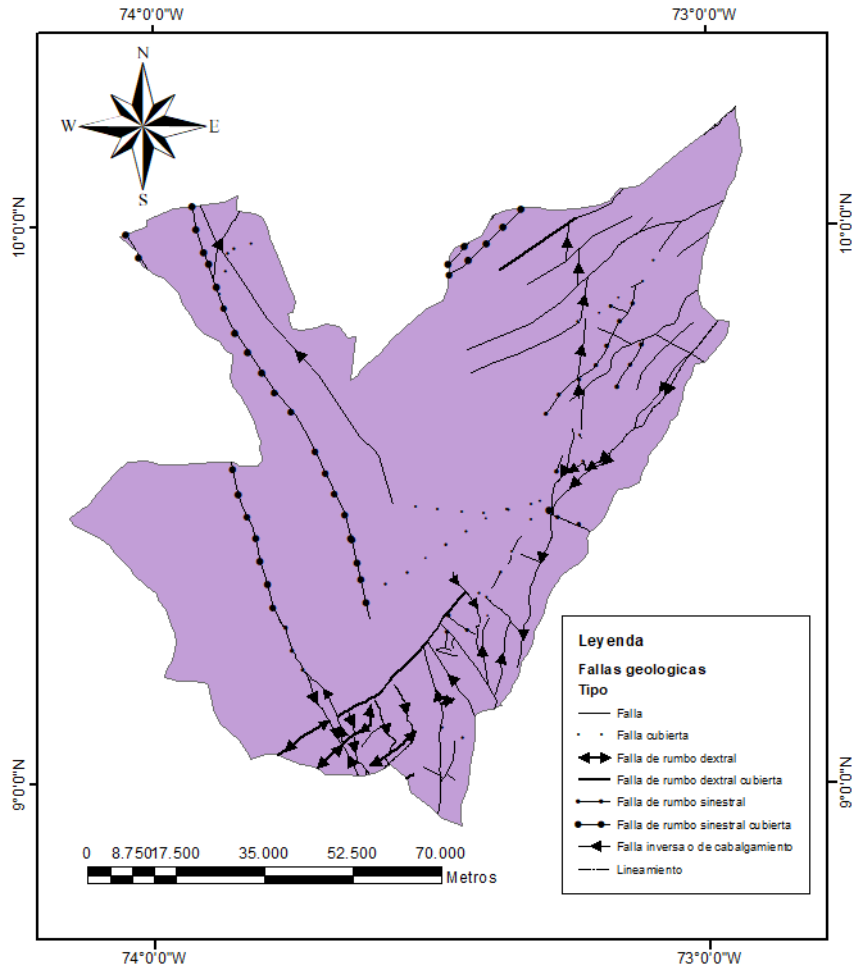 74°0'0"W 73°0'0"W
N
W E
S
10°0'0"N 10°0'0"N
Leyenda
Fallas geologicas
Tipo
Falla
Falla cubierta
Falla de rumbo dextral
Falla de rumbo dextral cubierta
Falla de rumbo sinestral
Falla de rumbo sinestral cubierta
Falla inversa o de cabalgamiento
Lineamiento
9°0'0"N 9°0'0"N
0 8.75017.500 35.000 52.500 70.000
Metros
74°0'0"W 73°0'0"W